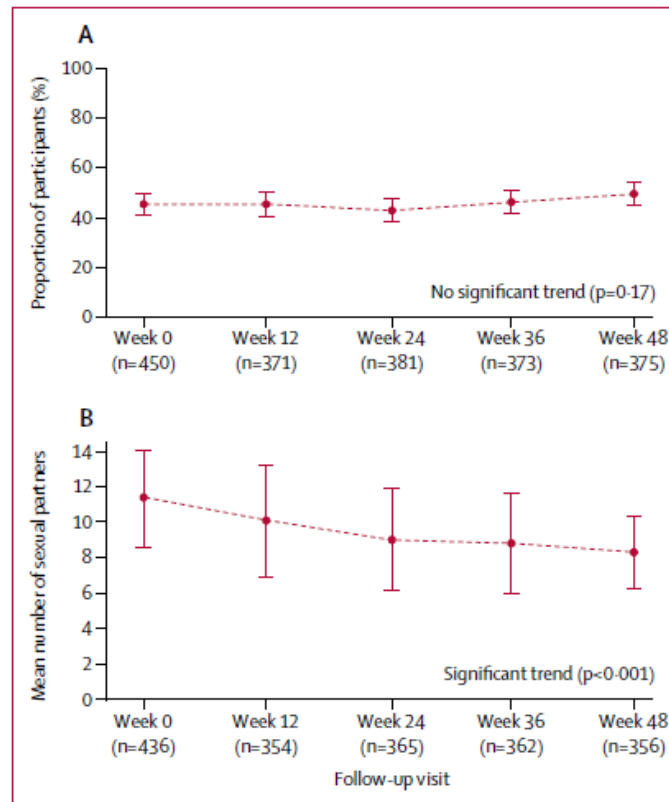 A
Proportion of participants (%)
100
80
60
40
20
0
No significant trend (p=0·17)
Week 0 Week 12 Week 24 Week 36 Week 48
(n=450) (n=371) (n=381) (n=373) (n=375)
B
Mean number of sexual partners
14
12
10
8
6
4
2
0
Significant trend (p<0·001)
Week 0 Week 12 Week 24 Week 36 Week 48
(n=436) (n=354) (n=365) (n=362) (n=356)
Follow-up visit